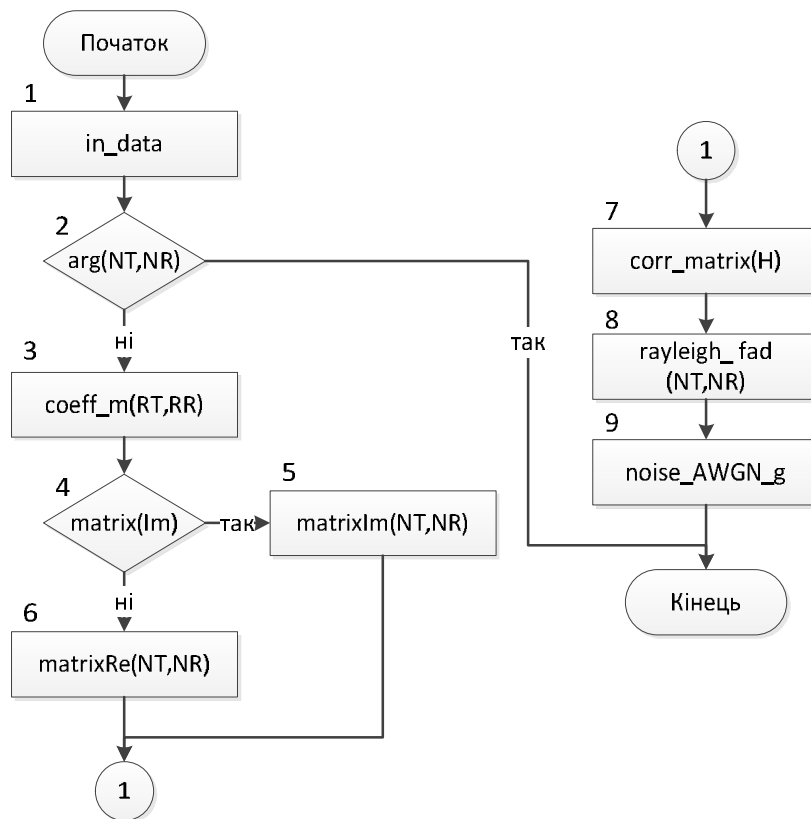 Початок
1
in_data
2
arg(NT,NR)
ні
так
3
coeff_m(RT,RR)
4
matrix(Im)
так
5
matrixIm(NT,NR)
ні
6
matrixRe(NT,NR)
1
1
7
corr_matrix(H)
8
rayleigh_ fad
(NT,NR)
9
noise_AWGN_g
Кінець